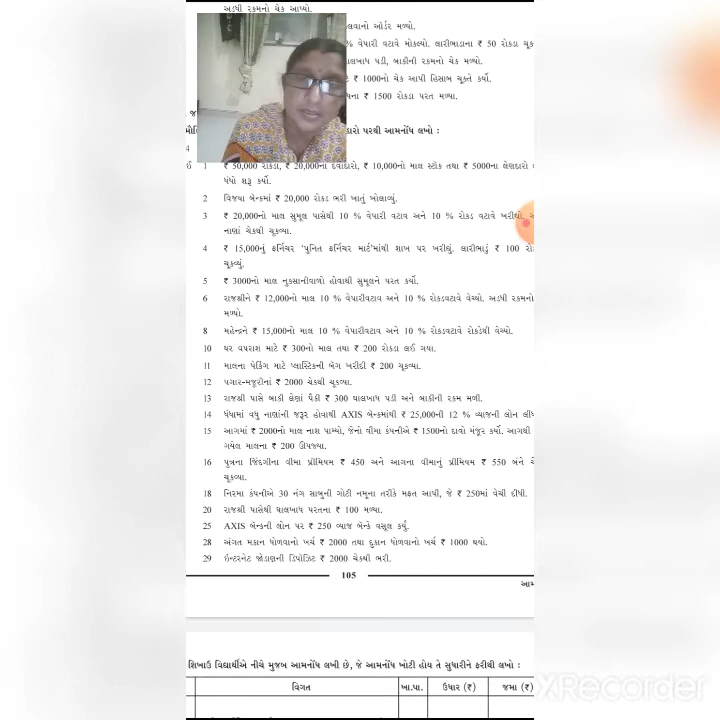 અડધી રકમનો ચેક આપ્યો.
લવાનો ઓર્ડર મળ્યો.
% વેપારી વટાવે મોકલ્યો. લારીભાડાના ₹ 50 રોકડા ચૂક
ાલખાધ પડી, બાકીની રકમનો ચેક મળ્યો.
₹ 1000નો ચેક આપી હિસાબ ચૂકતે કર્યો.
₹ 1500 રોકડા પરત મળ્યા.
દારો પરથી આમનોંધ લખો :
4
1 ₹ 50,000 રોકડા, ₹ 20,000ના દેવાદારો, ₹ 10,000નો માલ સ્ટોક તથા ₹ 5000ના લેણદારો
ધંધો શરૂ કર્યો.
2 વિજયા બેન્કમાં ₹ 20,000 રોકડ ભરી ખાતું ખોલાવ્યું.
3 ₹ 20,000નો માલ સુમૂલ પાસેથી 10 % વેપારી વટાવ અને 10 % રોકડ વટાવે ખરીદ્યો.
નાણાં ચેકથી ચૂકવ્યા.
4 ₹ 15,000નું ફર્નિચર ‘પુનિત ફર્નિચર માર્ટ’માંથી શાખ પર ખરીદ્યું. લારીભાડું ₹ 100 રો
ચૂકવ્યું.
5 ₹ 3000નો માલ નુકસાનીવાળો હોવાથી સુમૂલને પરત કર્યો.
6 રાજશ્રીને ₹ 12,000નો માલ 10 % વેપારીવટાવ અને 10 % રોકડવટાવે વેચ્યો. અડધી રકમનો
મળ્યો.
8 મહેન્દ્રને ₹ 15,000નો માલ 10 % વેપારીવટાવ અને 10 % રોકડવટાવે રોકડેથી વેચ્યો.
10 ઘર વપરાશ માટે ₹ 300નો માલ તથા ₹ 200 રોકડા લઈ ગયા.
11 માલના પેકિંગ માટે પ્લાસ્ટિકની બેગ ખરીદી ₹ 200 ચૂકવ્યા.
12 પગાર-મજૂરીનાં ₹ 2000 ચેકથી ચૂકવ્યા.
13 રાજશ્રી પાસે બાકી લેણાં પૈકી ₹ 300 ઘાલખાધ પડી અને બાકીની રકમ મળી.
14 ધંધામાં વધુ નાણાંની જરૂર હોવાથી AXIS બેન્કમાંથી ₹ 25,000ની 12 % વ્યાજની લોન લીધ
15 આગમાં ₹ 2000નો માલ નાશ પામ્યો, જેનો વીમા કંપનીએ ₹ 1500નો દાવો મંજૂર કર્યો. આગથી
ગયેલ માલના ₹ 200 ઊપજ્યા.
16 પુત્રના જિંદગીના વીમા પ્રીમિયમ ₹ 450 અને આગના વીમાનું પ્રીમિયમ ₹ 550 બંને ચે
ચૂકવ્યા.
18 નિરમા કંપનીએ 30 નંગ સાબુની ગોટી નમૂના તરીકે મફત આપી, જે ₹ 250માં વેચી દીધી.
20 રાજશ્રી પાસેથી ઘાલખાધ પરતના ₹ 100 મળ્યા.
25 AXIS બેન્કની લોન પર ₹ 250 વ્યાજ બેન્કે વસૂલ કર્યું.
28 અંગત મકાન ધોળવાનો ખર્ચ ₹ 2000 તથા દુકાન ધોળવાનો ખર્ચ ₹ 1000 થયો.
29 ઇન્ટરનેટ જોડાણની ડિપોઝિટ ₹ 2000 ચેકથી ભરી.
105
આમ
શિખાઉ વિદ્યાર્થીએ નીચે મુજબ આમનોંધ લખી છે, જે આમનોંધ ખોટી હોય તે સુધારીને ફરીથી લખો :
વિગત ખા.પા. ઉધાર (₹) જમા (₹)
XRecorder